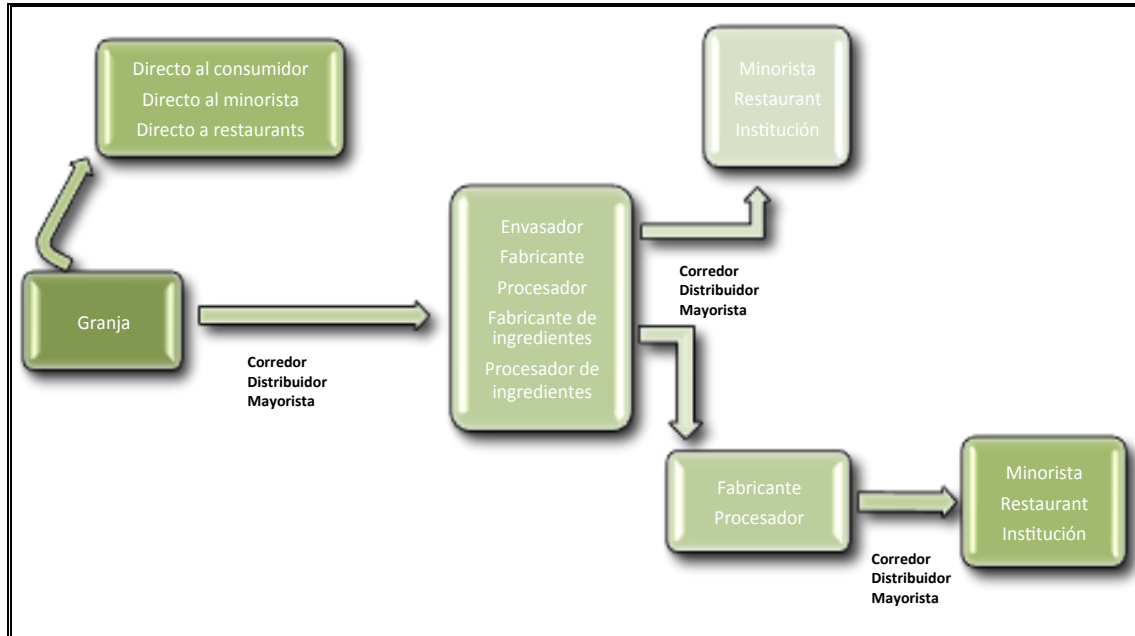 Directo al consumidor
Directo al minorista
Directo a restaurants
Minorista
Restaurant
Institución
Envasador
Fabricante
Procesador
Fabricante de
ingredientes
Procesador de
ingredientes
Corredor
Distribuidor
Mayorista
Granja
Corredor
Distribuidor
Mayorista
Fabricante
Procesador
Minorista
Restaurant
Institución
Corredor
Distribuidor
Mayorista